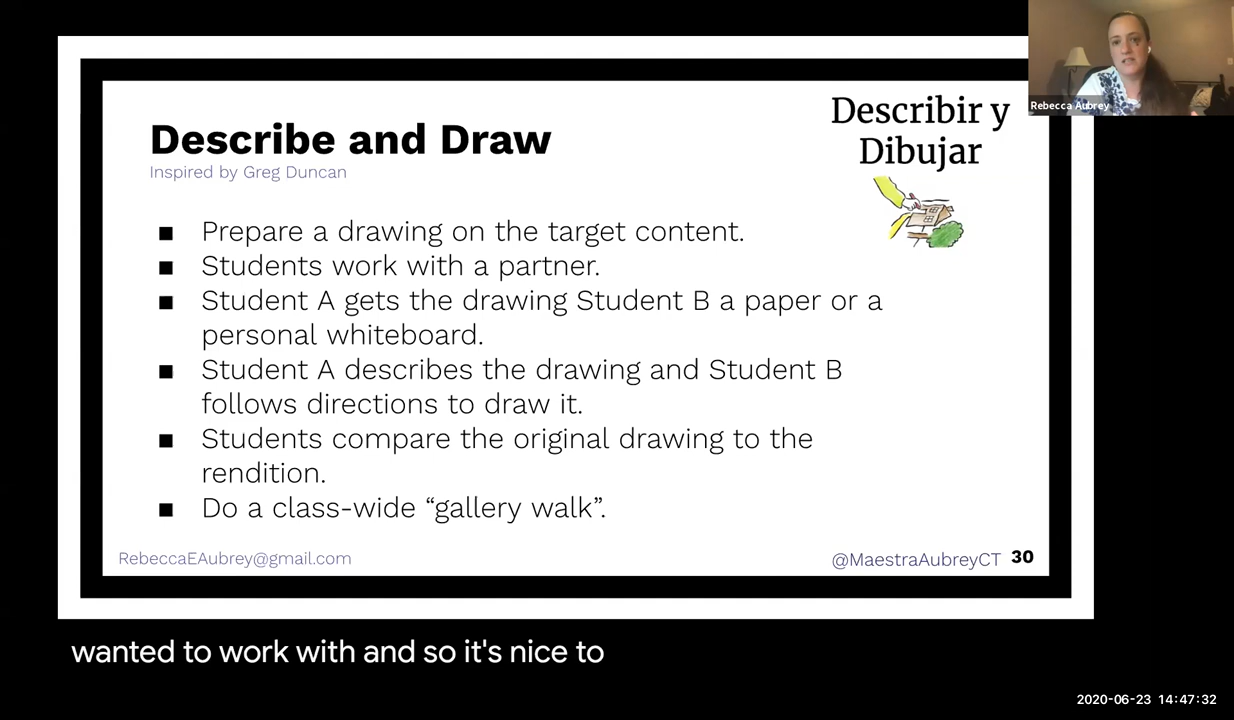 Rebecca Aubrey
Describir y
Dibujar
Describe and Draw
Inspired by Greg Duncan
■ Prepare a drawing on the target content.
■ Students work with a partner.
■ Student A gets the drawing Student B a paper or a
personal whiteboard.
■ Student A describes the drawing and Student B
follows directions to draw it.
■ Students compare the original drawing to the
rendition.
■ Do a class-wide “gallery walk”.
RebeccaEAubrey@gmail.com
@MaestraAubreyCT 30
wanted to work with and so it's nice to
2020-06-23 14:47:32